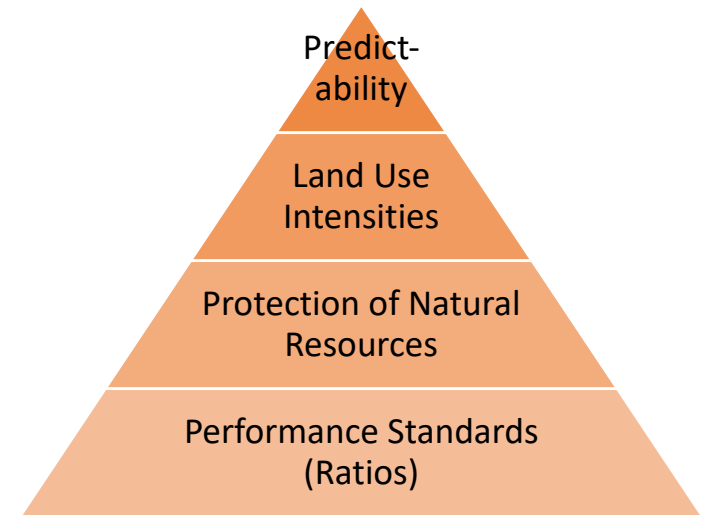 Predict-
ability
Land Use
Intensities
Protection of Natural
Resources
Performance Standards
(Ratios)